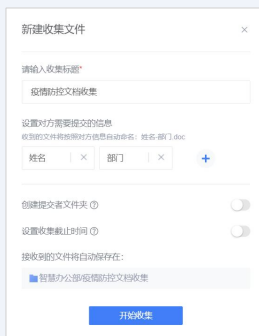 新建收集文件 ×
请输入收集标题*
疫情防控文档收集
设置对方需要提交的信息
收到的文件将按照对方信息自动命名：姓名-部门.doc
姓名 × 部门 × +
创建提交者文件夹 ?
设置收集截止时间 ?
接收到的文件将自动保存在：
智慧办公部/疫情防控文档收集
开始收集